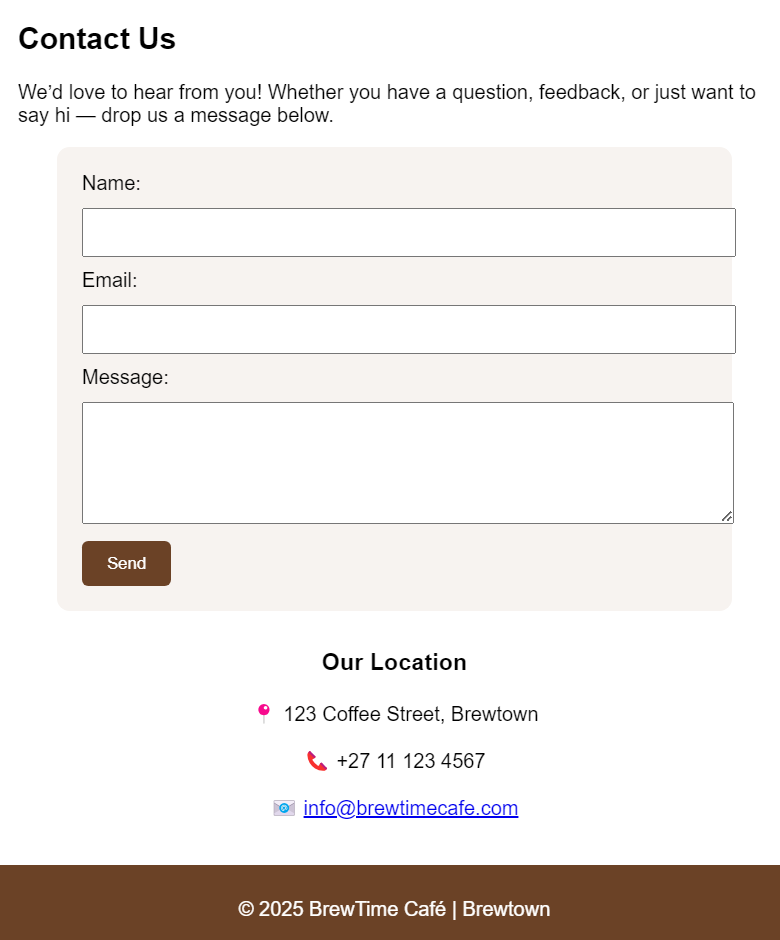 Contact Us
We’d love to hear from you! Whether you have a question, feedback, or just want to
say hi — drop us a message below.
Name:
Email:
Message:
Send
Our Location
123 Coffee Street, Brewtown
+27 11 123 4567
info@brewtimecafe.com
© 2025 BrewTime Café | Brewtown